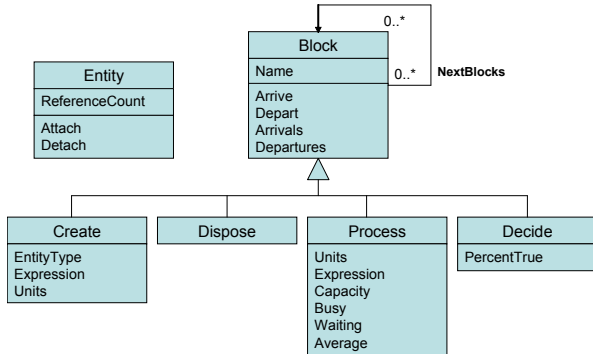 0..*
Block
Name
0..*
NextBlocks
Arrive
Depart
Arrivals
Departures
Entity
ReferenceCount
Attach
Detach
Create
EntityType
Expression
Units
Dispose
Process
Units
Expression
Capacity
Busy
Waiting
Average
Decide
PercentTrue